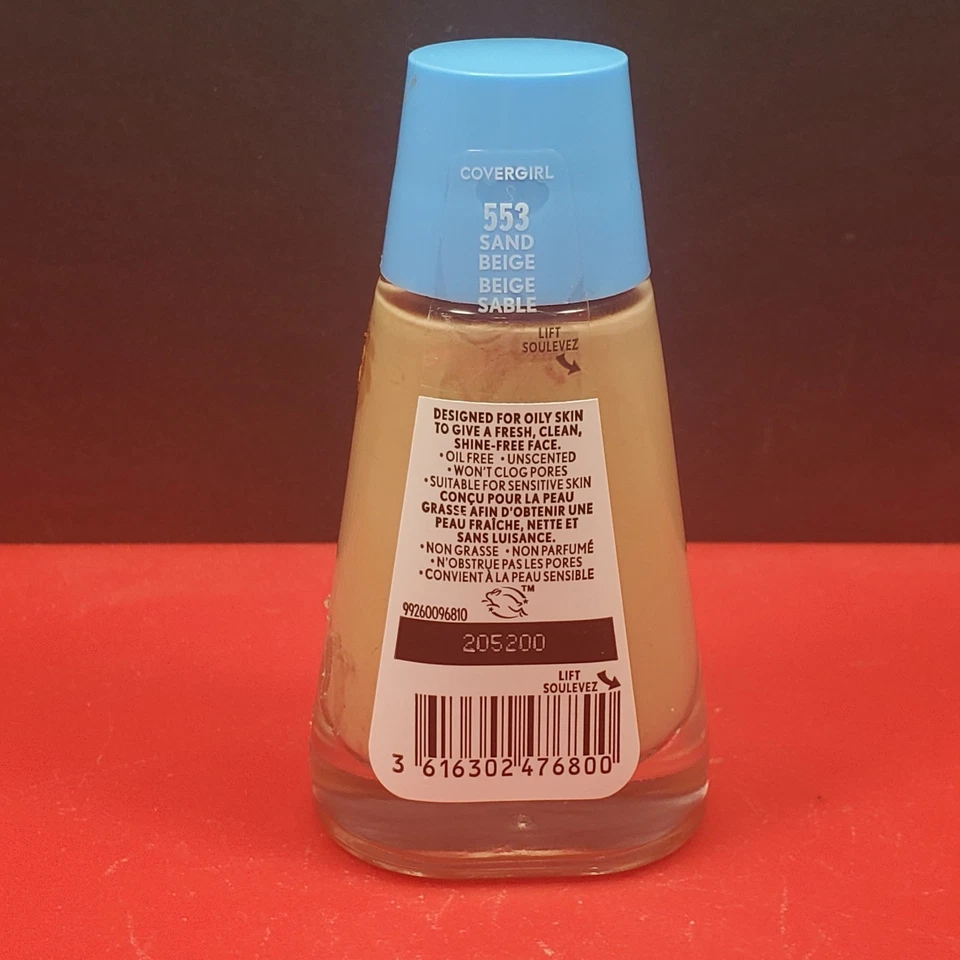 COVERGIRL
553
SAND
BEIGE
BEIGE
SABLE
LIFT
SOULEVEZ
DESIGNED FOR OILY SKIN
TO GIVE A FRESH, CLEAN,
SHINE-FREE FACE.
• OIL FREE • UNSCENTED
• WON'T CLOG PORES
• SUITABLE FOR SENSITIVE SKIN
CONÇU POUR LA PEAU
GRASSE AFIN D'OBTENIR UNE
PEAU FRAÎCHE, NETTE ET
SANS LUISANCE.
• NON GRASSE • NON PARFUMÉ
• N'OBSTRUE PAS LES PORES
• CONVIENT À LA PEAU SENSIBLE
TM
99260096810
205200
LIFT
SOULEVEZ
3 616302 476800